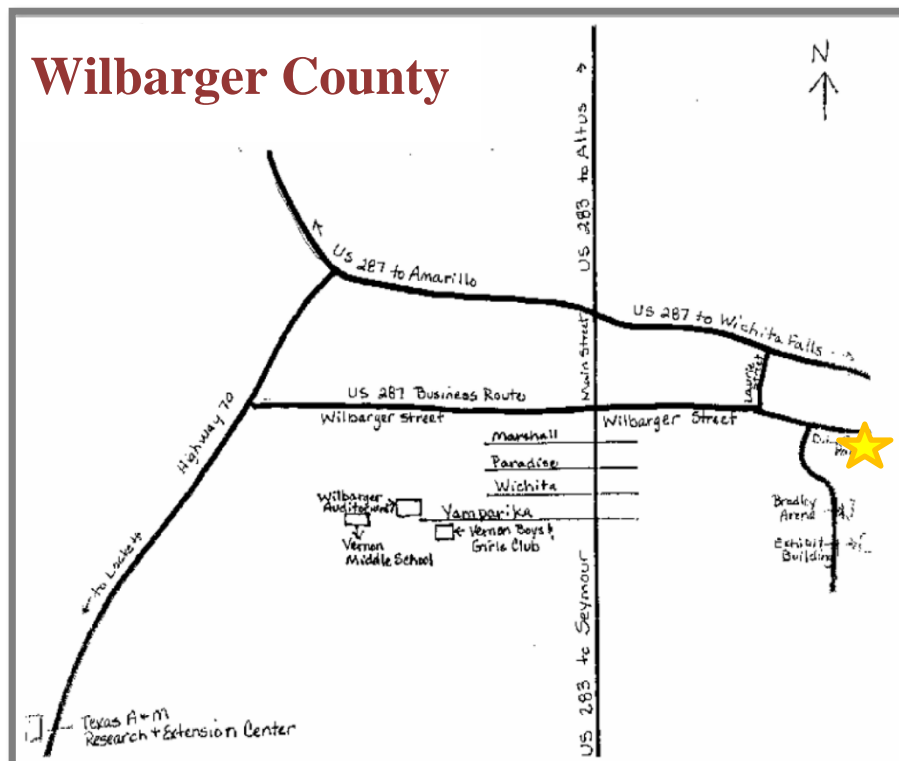 Wilbarger County
N
US 283 to Altus
US 287 to Amarillo
US 287 to Wichita Falls
Main Street
Laurie
Street
US 287 Business Route
Wilbarger Street
Wilbarger Street
Highway 70
to Lockett
Marshall
Paradise
Wichita
Yamparika
Wilbarger
Auditorium
Vernon
Middle School
Vernon Boys &
Girls Club
Bradley
Arena
Exhibit
Building
US 283 to Seymour
Texas A+M
Research + Extension Center